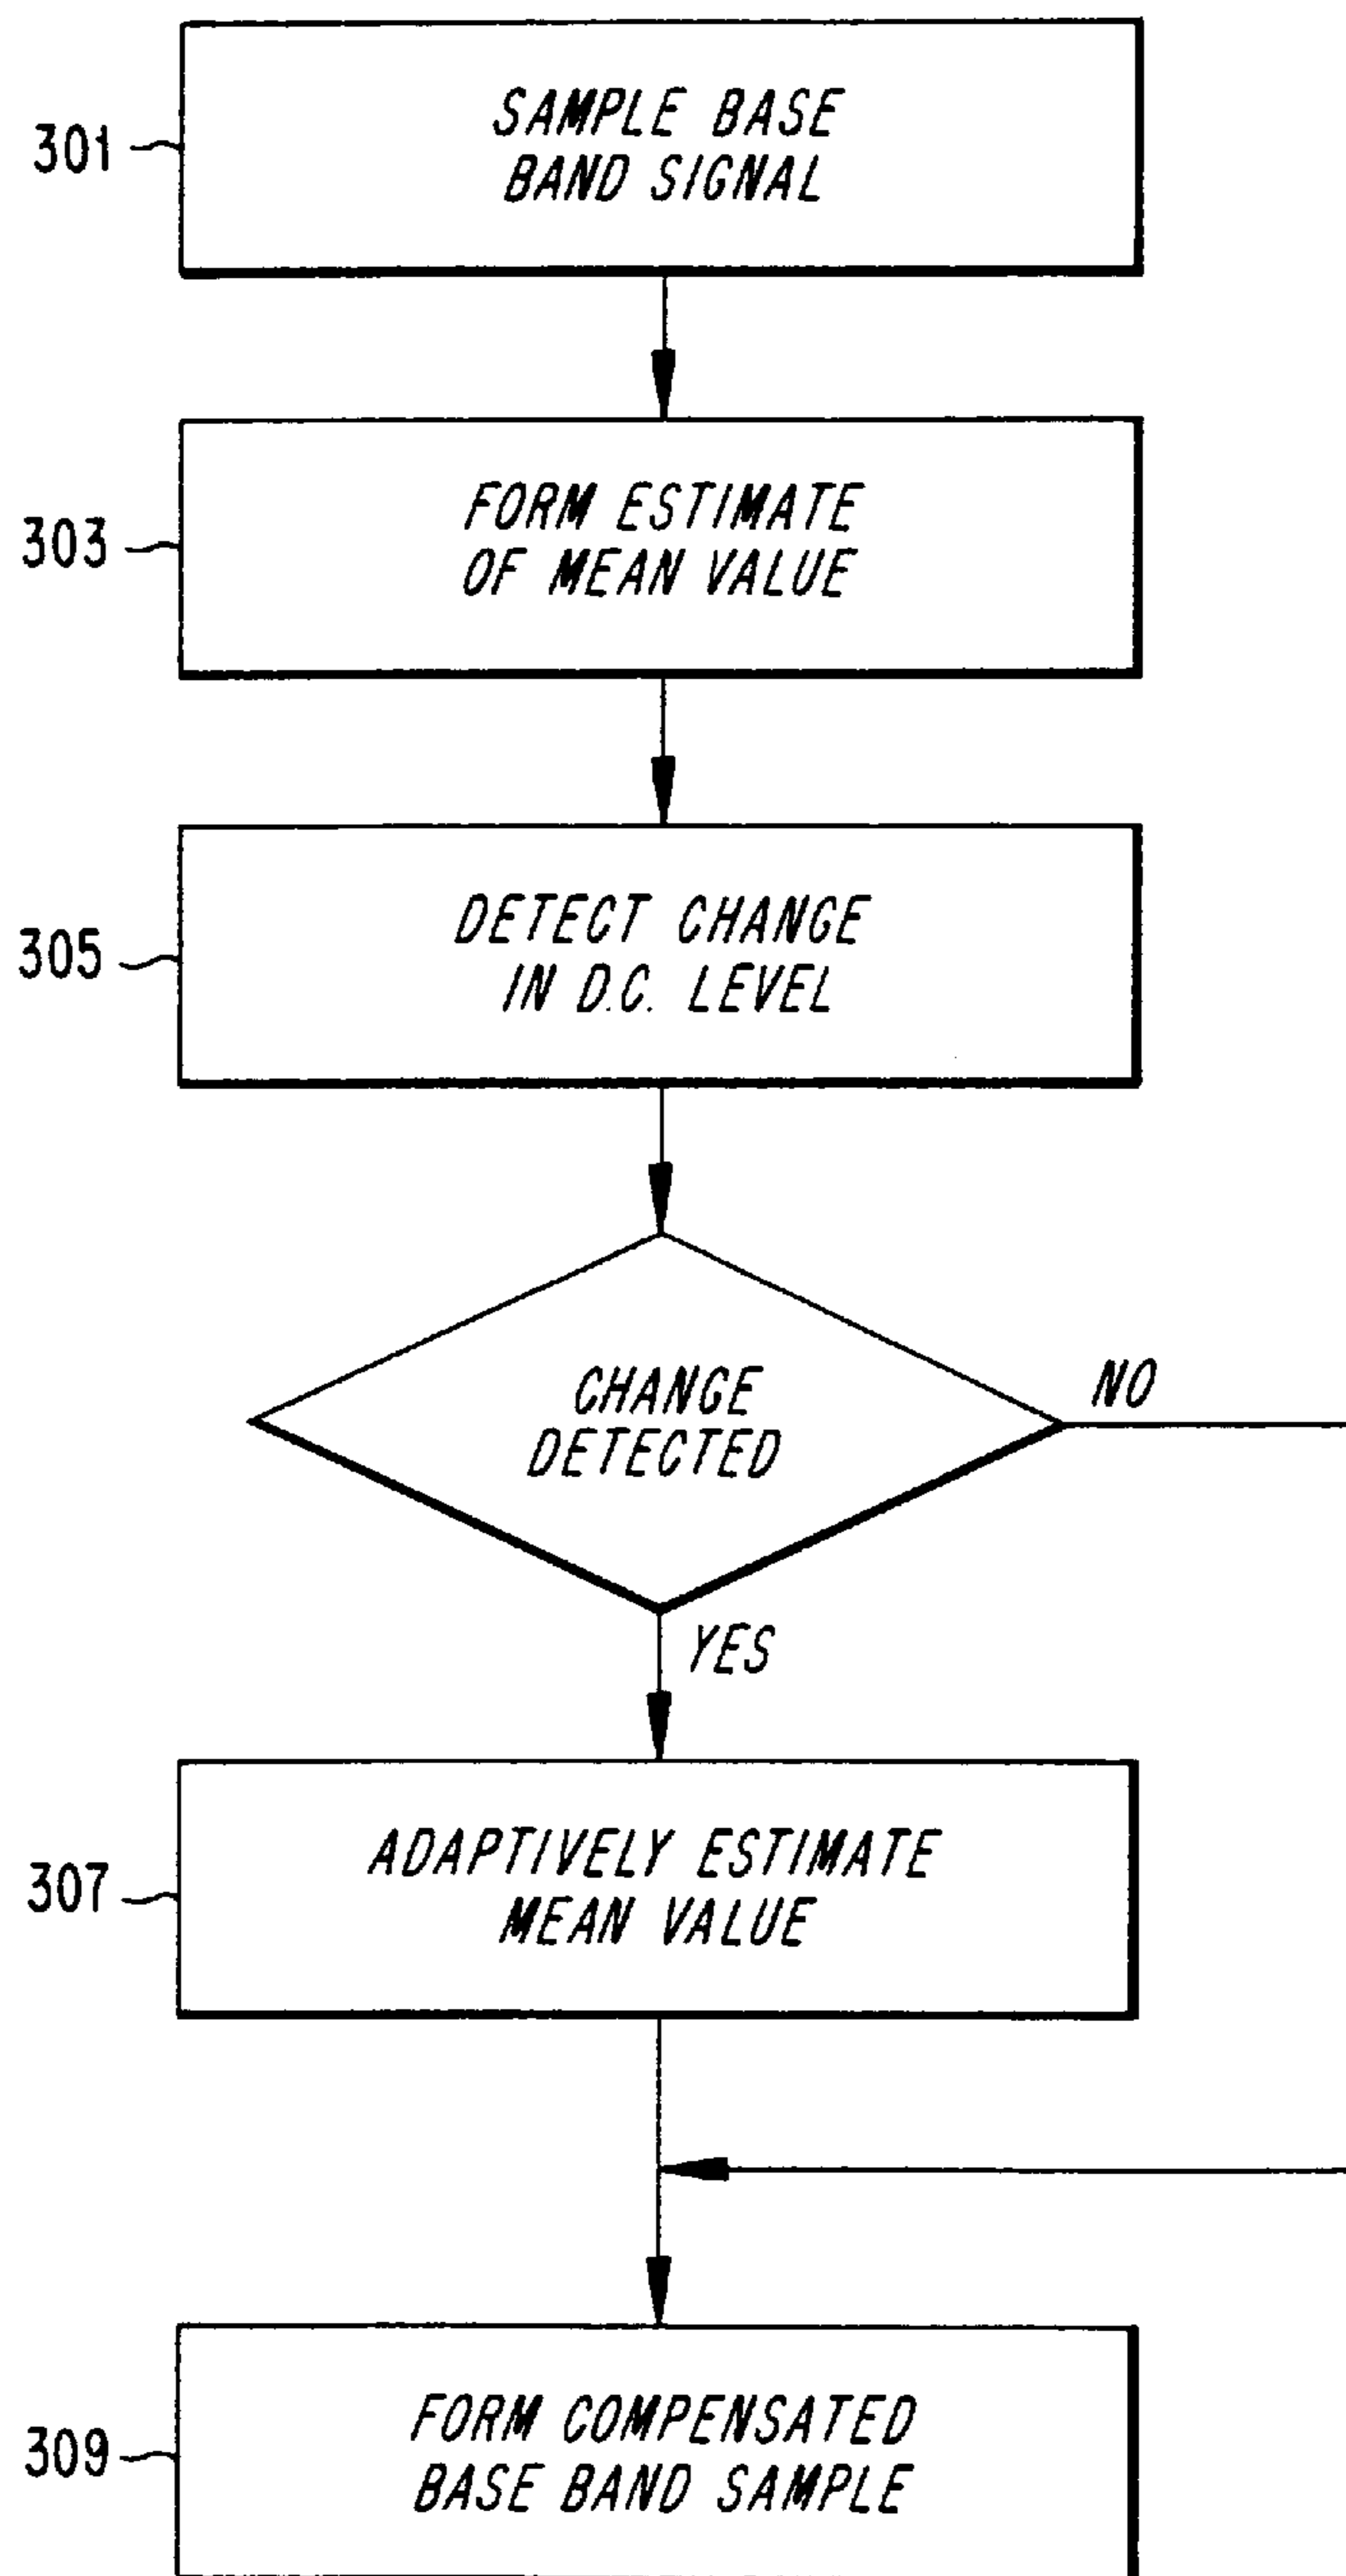 301
SAMPLE BASE
BAND SIGNAL
303
FORM ESTIMATE
OF MEAN VALUE
305
DETECT CHANGE
IN D.C. LEVEL
CHANGE
DETECTED
NO
YES
307
ADAPTIVELY ESTIMATE
MEAN VALUE
309
FORM COMPENSATED
BASE BAND SAMPLE